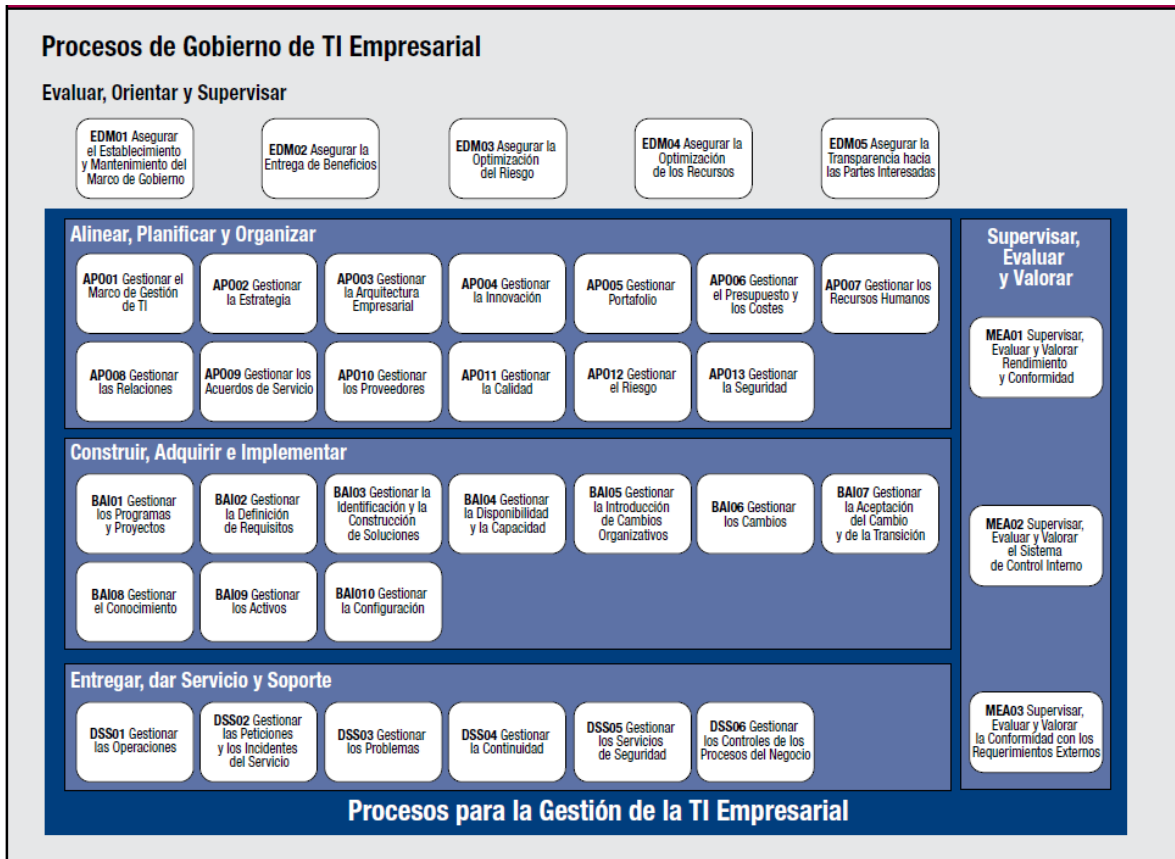 Procesos de Gobierno de TI Empresarial
Evaluar, Orientar y Supervisar
EDM01 Asegurar
el Establecimiento
y Mantenimiento del
Marco de Gobierno
EDM02 Asegurar la
Entrega de Beneficios
EDM03 Asegurar la
Optimización
del Riesgo
EDM04 Asegurar la
Optimización
de los Recursos
EDM05 Asegurar la
Transparencia hacia
las Partes Interesadas
Alinear, Planificar y Organizar
APO01 Gestionar el
Marco de Gestión
de TI
APO02 Gestionar
la Estrategia
APO03 Gestionar
la Arquitectura
Empresarial
APO04 Gestionar
la Innovación
APO05 Gestionar
Portafolio
APO06 Gestionar
el Presupuesto y
los Costes
APO07 Gestionar los
Recursos Humanos
APO08 Gestionar
las Relaciones
APO09 Gestionar los
Acuerdos de Servicio
APO10 Gestionar
los Proveedores
APO11 Gestionar
la Calidad
APO12 Gestionar
el Riesgo
APO13 Gestionar
la Seguridad
Construir, Adquirir e Implementar
BAI01 Gestionar
los Programas
y Proyectos
BAI02 Gestionar
la Definición
de Requisitos
BAI03 Gestionar la
Identificación y la
Construcción
de Soluciones
BAI04 Gestionar
la Disponibilidad
y la Capacidad
BAI05 Gestionar
la Introducción
de Cambios
Organizativos
BAI06 Gestionar
los Cambios
BAI07 Gestionar
la Aceptación
del Cambio
y de la Transición
BAI08 Gestionar
el Conocimiento
BAI09 Gestionar
los Activos
BAI010 Gestionar
la Configuración
Entregar, dar Servicio y Soporte
DSS01 Gestionar
las Operaciones
DSS02 Gestionar
las Peticiones
y los Incidentes
del Servicio
DSS03 Gestionar
los Problemas
DSS04 Gestionar
la Continuidad
DSS05 Gestionar
los Servicios
de Seguridad
DSS06 Gestionar
los Controles de los
Procesos del Negocio
Supervisar,
Evaluar
y Valorar
MEA01 Supervisar,
Evaluar y Valorar
Rendimiento
y Conformidad
MEA02 Supervisar,
Evaluar y Valorar
el Sistema
de Control Interno
MEA03 Supervisar,
Evaluar y Valorar
la Conformidad con los
Requerimientos Externos
Procesos para la Gestión de la TI Empresarial